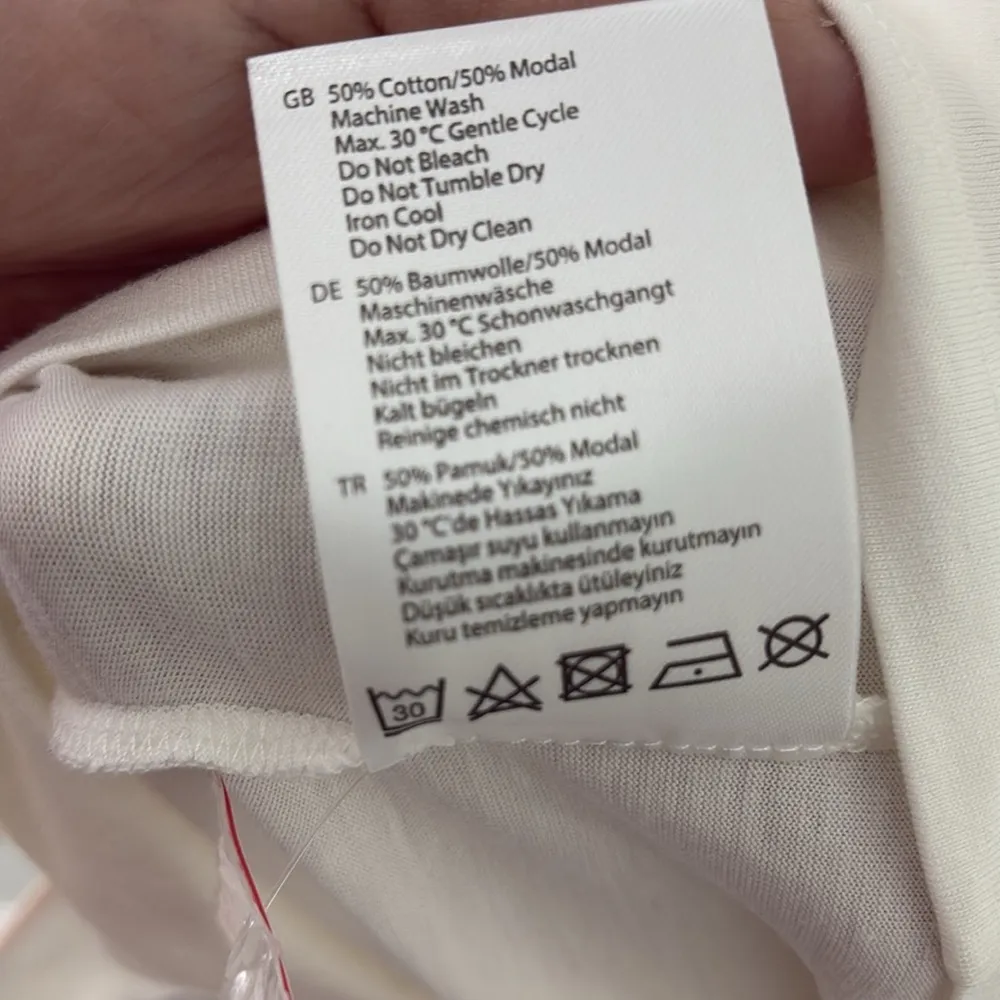 GB 50% Cotton/50% Modal
Machine Wash
Max. 30 °C Gentle Cycle
Do Not Bleach
Do Not Tumble Dry
Iron Cool
Do Not Dry Clean
DE 50% Baumwolle/50% Modal
Maschinenwäsche
Max. 30 °C Schonwaschgangt
Nicht bleichen
Nicht im Trockner trocknen
Kalt bügeln
Reinige chemisch nicht
TR 50% Pamuk/50% Modal
Makinede Yıkayınız
30 °C'de Hassas Yıkama
Çamaşır suyu kullanmayın
Kurutma makinesinde kurutmayın
Düşük sıcaklıkta ütüleyiniz
Kuru temizleme yapmayın
30